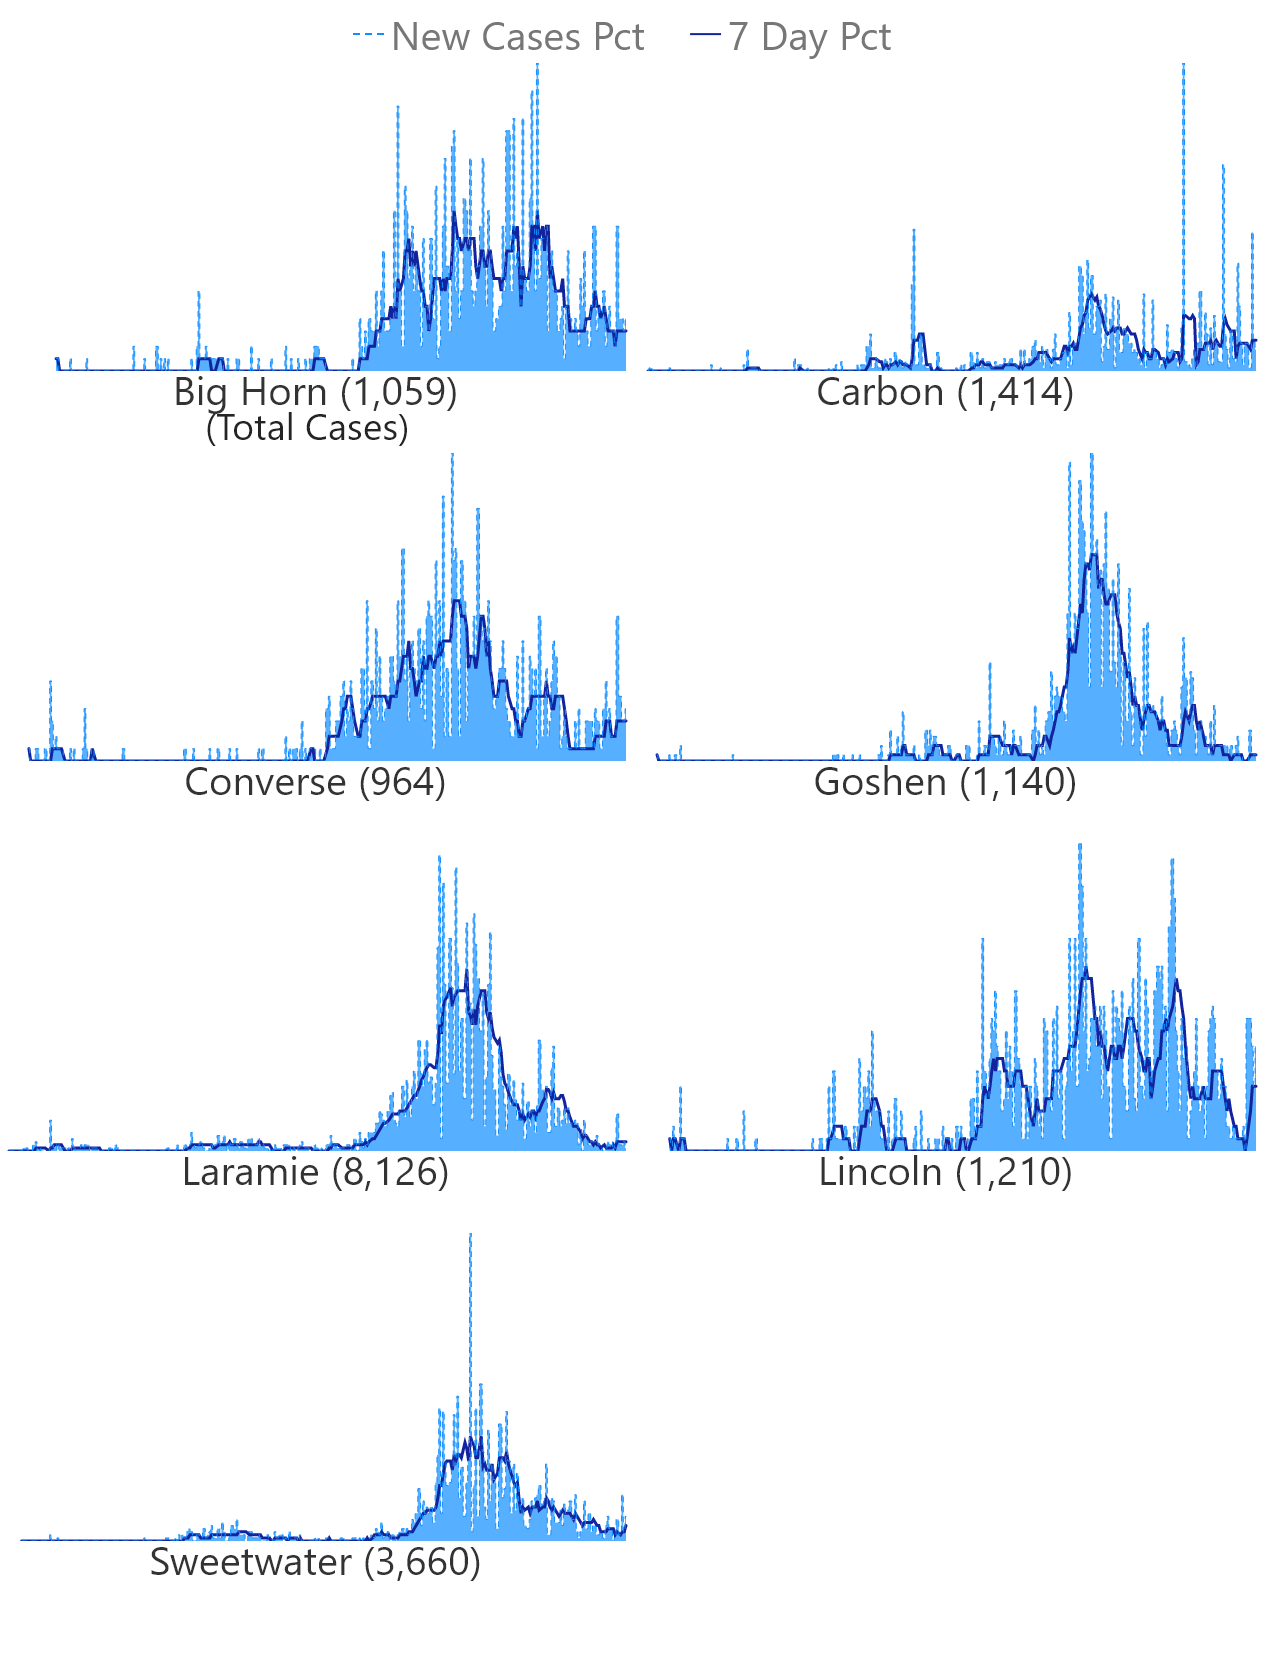 New Cases Pct 7 Day Pct
Big Horn (1,059) Carbon (1,414)
(Total Cases)
Converse (964) Goshen (1,140)
Laramie (8,126) Lincoln (1,210)
Sweetwater (3,660)